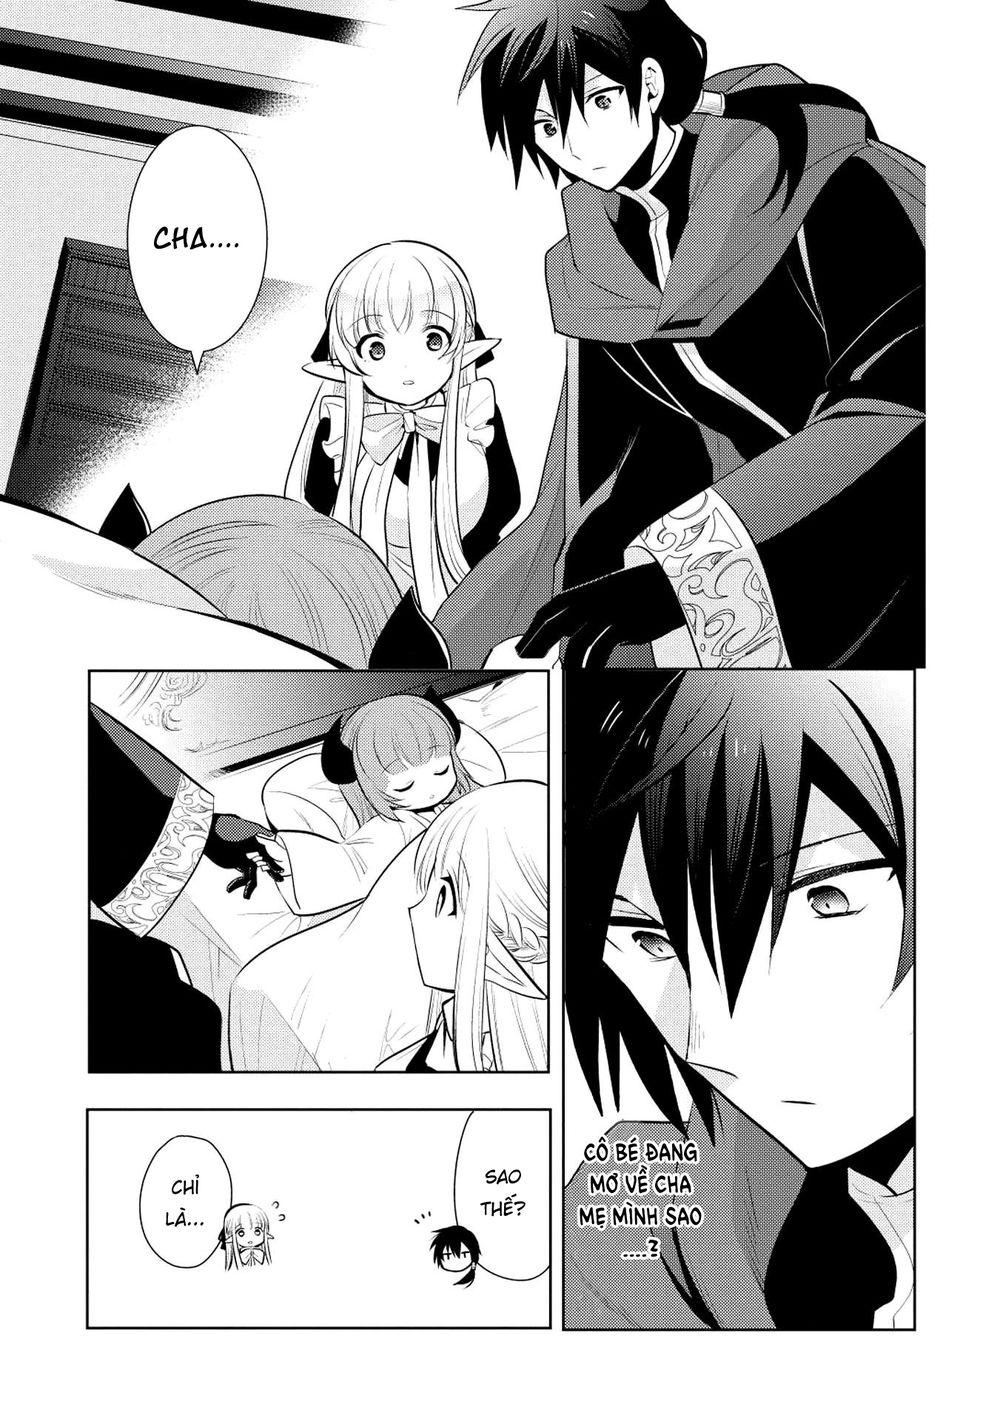 CHA....
CÔ BÉ ĐANG
MƠ VỀ CHA
MẸ MÌNH SAO
....?
SAO
THẾ?
CHỈ
LÀ...